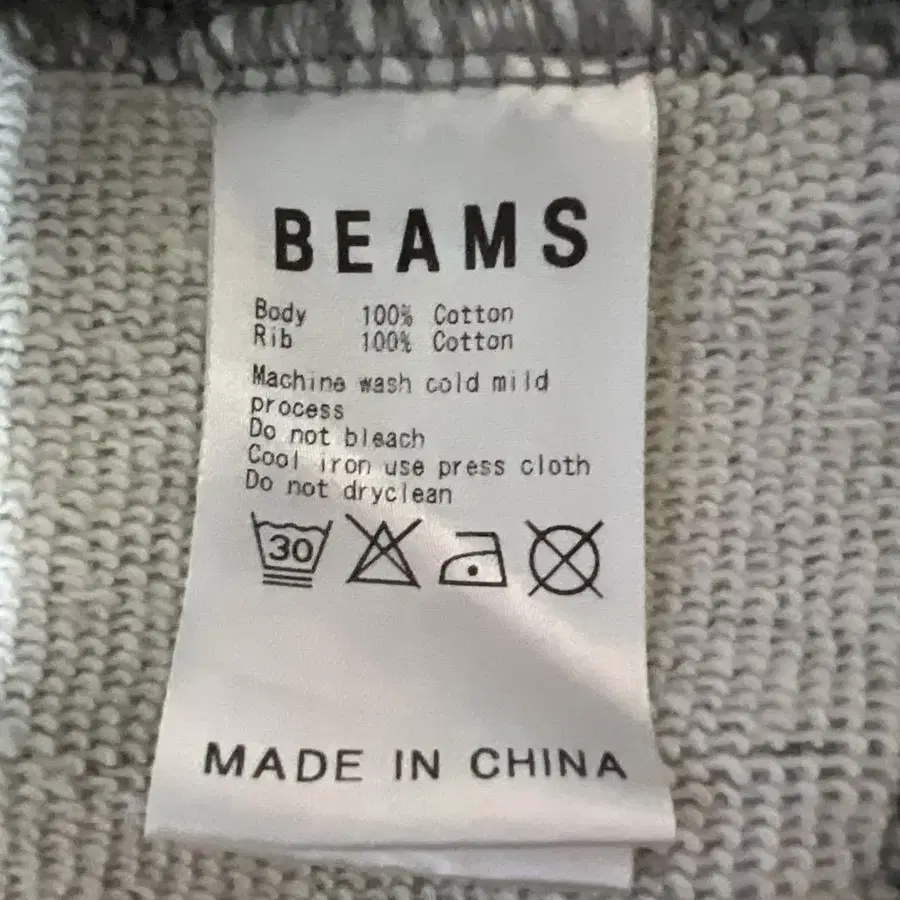 BEAMS
Body 100% Cotton
Rib 100% Cotton
Machine wash cold mild
process
Do not bleach
Cool iron use press cloth
Do not dryclean
30
MADE IN CHINA